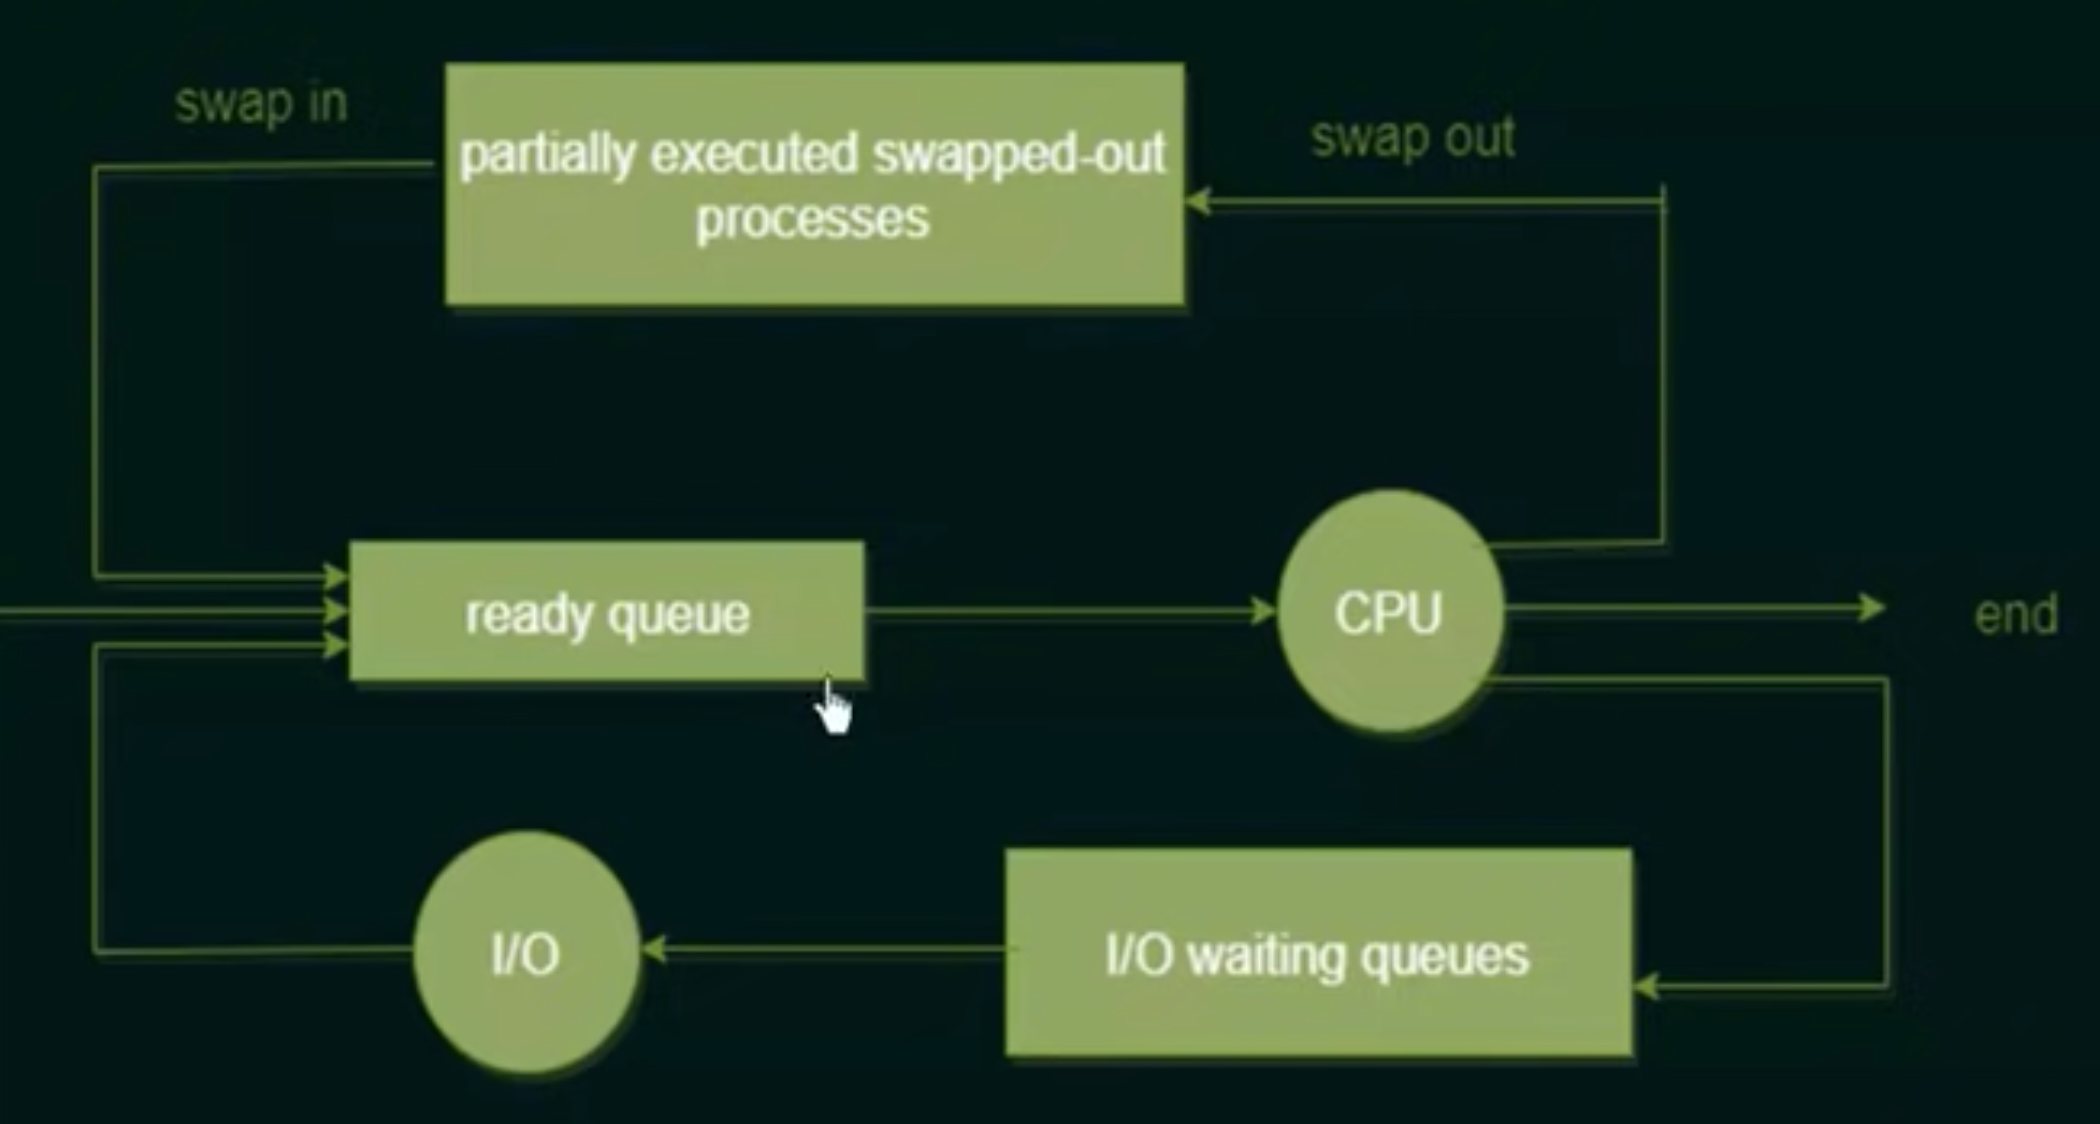 swap in
partially executed swapped-out
processes
swap out
ready queue
CPU
end
I/O
I/O waiting queues